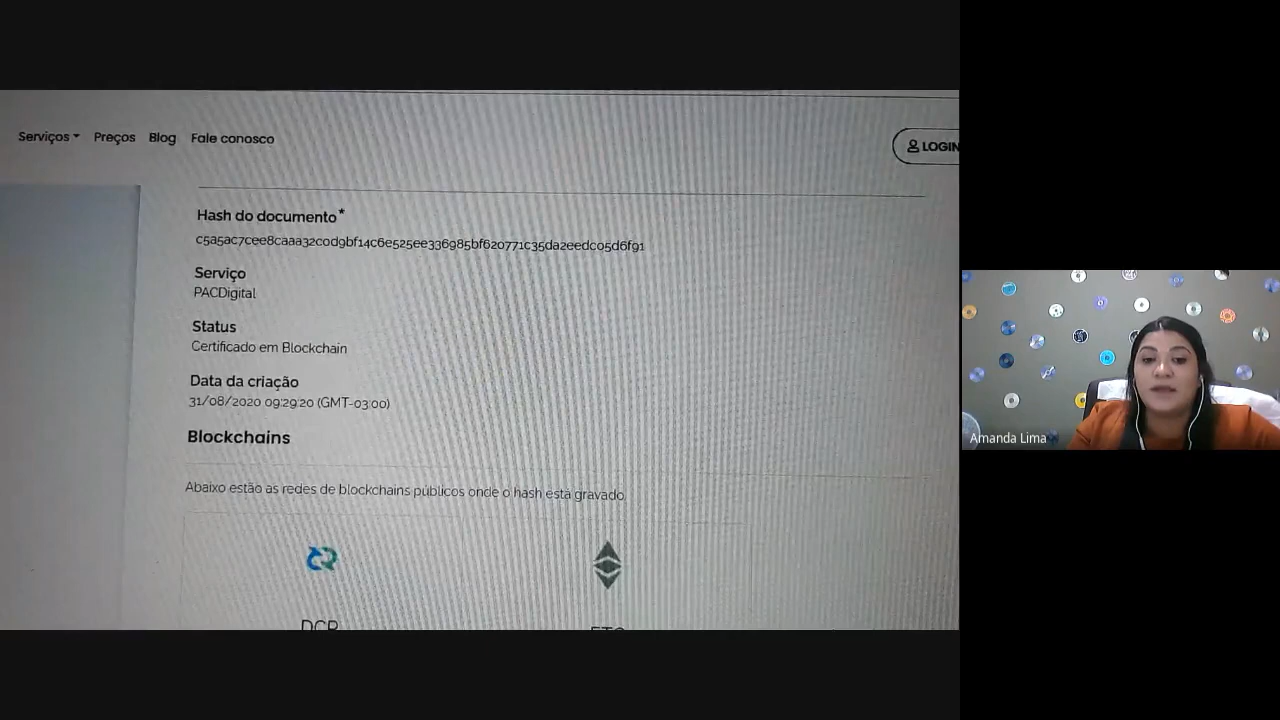 Serviços Preços Blog Fale conosco
LOGIN
Hash do documento*
c5a5ac7cee8caaa32c0d9bf14c6e525ee336985bf620771c35da2eedc05d6f91
Serviço
PACDigital
Status
Certificado em Blockchain
Data da criação
31/08/2020 09:29:20 (GMT-03:00)
Blockchains
Abaixo estão as redes de blockchains públicos onde o hash está gravado.
DCR
ETC
Amanda Lima